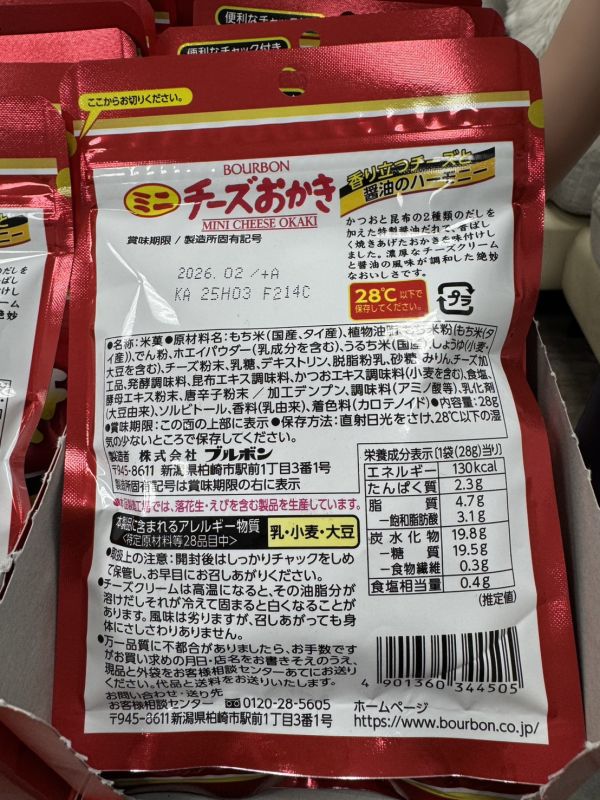 便利なチャック付き
ここからお切りください。
BOURBON
ミニ チーズおかき
MINI CHEESE OKAKI
香り立つチーズと
醤油のハーモニー
賞味期限 / 製造所固有記号
2026.02 /+A
KA 25H03 F214C
かつおと昆布の2種類のだしを
加えた特製醤油だれで、香ばし
く焼きあげたおかきを味付けし
ました。濃厚なチーズクリーム
と醤油の風味が調和した絶妙
なおいしさです。
28℃以下で
保存してください。
プラ
●名称:米菓●原材料名:もち米(国産、タイ産)、植物油脂、もち米粉(もち米(タ
イ産))、でん粉、ホエイパウダー(乳成分を含む)、うるち米(国産)、しょうゆ(小麦・
大豆を含む)、チーズ粉末、乳糖、デキストリン、脱脂粉乳、砂糖、みりん、チーズ加
工品、発酵調味料、昆布エキス調味料、かつおエキス調味料(小麦を含む)、食塩、
酵母エキス粉末、唐辛子粉末 / 加工デンプン、調味料(アミノ酸等)、乳化剤
(大豆由来)、ソルビトール、香料(乳由来)、着色料(カロテノイド)●内容量:28g
●賞味期限:この面の上部に表示●保存方法:直射日光をさけ、28℃以下の湿
気の少ないところで保存してください。
製造者 株式会社 ブルボン
〒945-8611 新潟県柏崎市駅前1丁目3番1号
製造所固有記号は賞味期限の右に表示
工場では、落花生・えびを含む製品を生産しています。
本製品に含まれるアレルギー物質
<特定原材料等28品目中>
乳・小麦・大豆
栄養成分表示(1袋(28g)当り)
エネルギー 130kcal
たんぱく質 2.3g
脂質 4.7g
-飽和脂肪酸 3.1g
炭水化物 19.8g
-糖質 19.5g
-食物繊維 0.3g
食塩相当量 0.4g
(推定値)
●取扱上の注意:開封後はしっかりチャックをしめ
て保管し、お早目にお召しあがりください。
●チーズクリームは高温になると、その油脂分が
溶けだしそれが冷えて固まると白くなることがあ
ります。風味は劣りますが、召しあがっても身
体にさしさわりありません。
●万一品質に不都合がありましたら、お手数です
がお買い求めの月日・店名をお書きそえのうえ、
現品と外袋をお客様相談センターあてにお送り
ください。代品と送料をお送りいたします。
お問い合わせ・送り先
お客様相談センター 0120-28-5605
〒945-8611 新潟県柏崎市駅前1丁目3番1号
4 901360 344505
ホームページ
https://www.bourbon.co.jp/